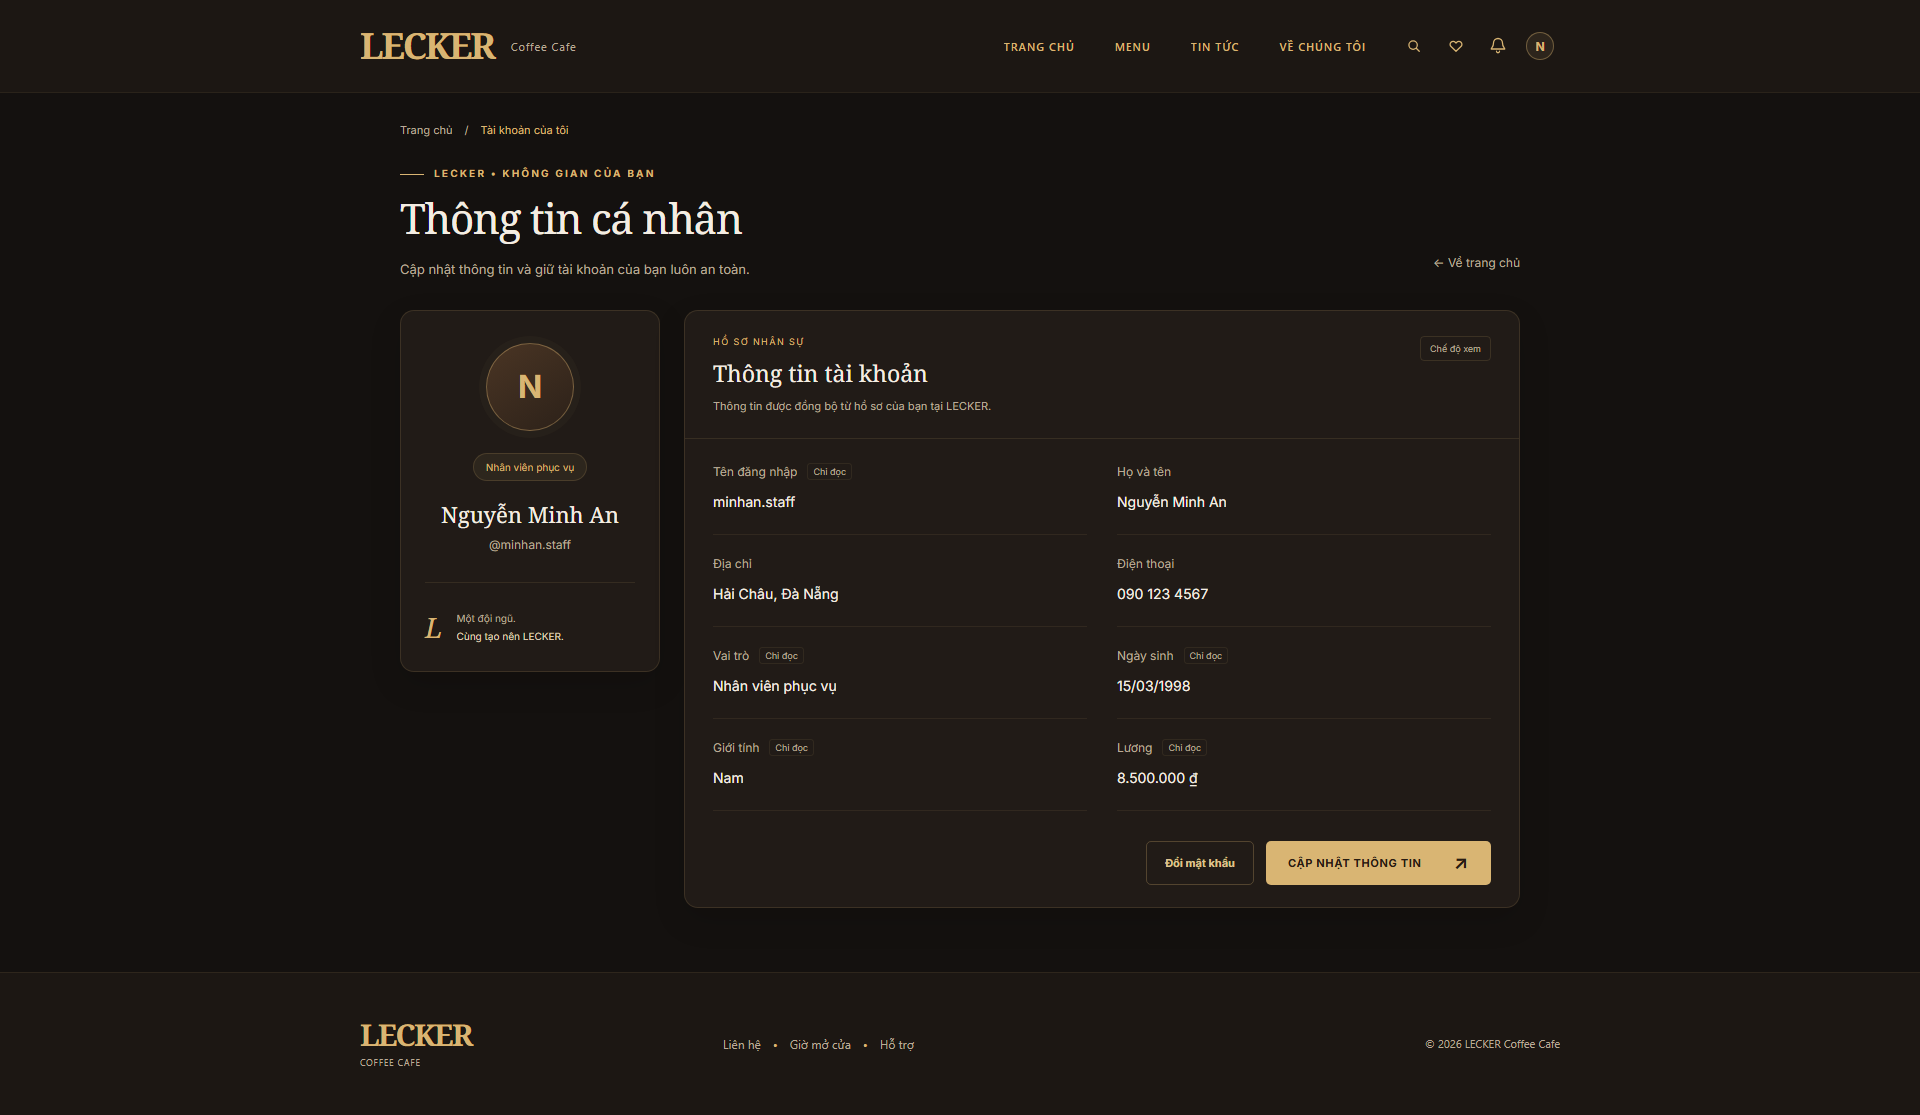 LECKER Coffee Cafe TRANG CHỦ MENU TIN TỨC VỀ CHÚNG TÔI N
Trang chủ / Tài khoản của tôi
LECKER • KHÔNG GIAN CỦA BẠN
Thông tin cá nhân
Cập nhật thông tin và giữ tài khoản của bạn luôn an toàn.
← Về trang chủ
N
Nhân viên phục vụ
Nguyễn Minh An
@minhan.staff
L
Một đội ngũ.
Cùng tạo nên LECKER.
HỒ SƠ NHÂN SỰ
Chế độ xem
Thông tin tài khoản
Thông tin được đồng bộ từ hồ sơ của bạn tại LECKER.
Tên đăng nhập Chỉ đọc
minhan.staff
Họ và tên
Nguyễn Minh An
Địa chỉ
Hải Châu, Đà Nẵng
Điện thoại
090 123 4567
Vai trò Chỉ đọc
Nhân viên phục vụ
Ngày sinh Chỉ đọc
15/03/1998
Giới tính Chỉ đọc
Nam
Lương Chỉ đọc
8.500.000 ₫
Đổi mật khẩu
CẬP NHẬT THÔNG TIN
LECKER
COFFEE CAFE
Liên hệ • Giờ mở cửa • Hỗ trợ
© 2026 LECKER Coffee Cafe